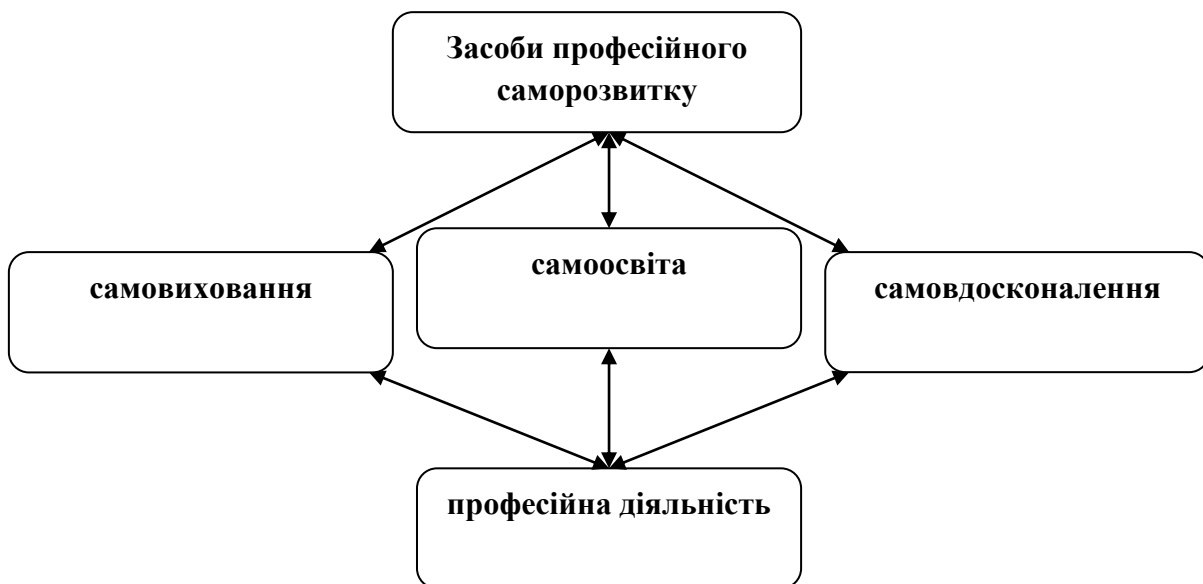 Засоби професійного
саморозвитку
самовиховання
самоосвіта
самовдосконалення
професійна діяльність